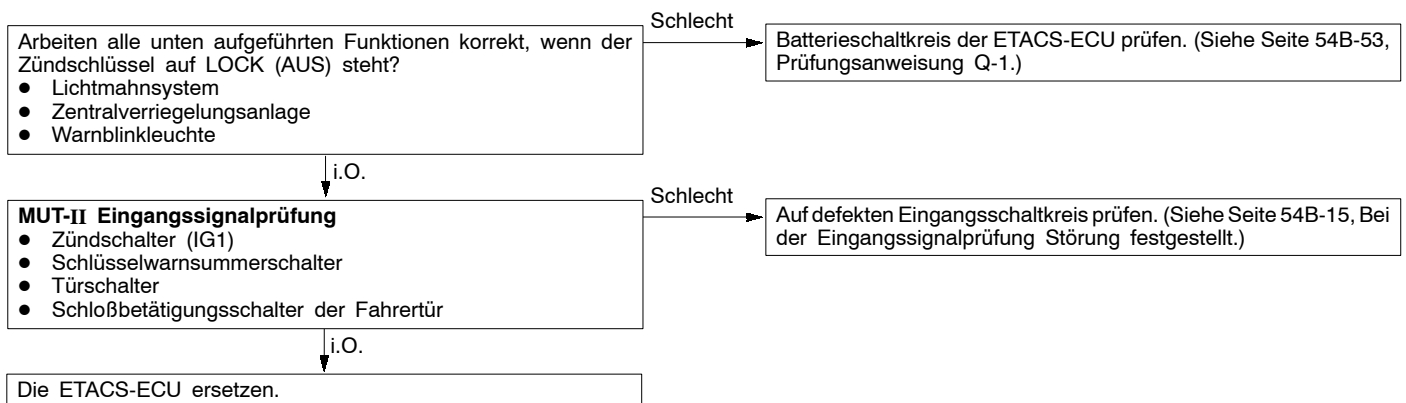 Arbeiten alle unten aufgeführten Funktionen korrekt, wenn der
Zündschlüssel auf LOCK (AUS) steht?
● Lichtmahnsystem
● Zentralverriegelungsanlage
● Warnblinkleuchte
Schlecht
Batterieschaltkreis der ETACS-ECU prüfen. (Siehe Seite 54B-53,
Prüfungsanweisung Q-1.)
i.O.
MUT-II Eingangssignalprüfung
● Zündschalter (IG1)
● Schlüsselwarnsummerschalter
● Türschalter
● Schloßbetätigungsschalter der Fahrertür
Schlecht
Auf defekten Eingangsschaltkreis prüfen. (Siehe Seite 54B-15, Bei
der Eingangssignalprüfung Störung festgestellt.)
i.O.
Die ETACS-ECU ersetzen.